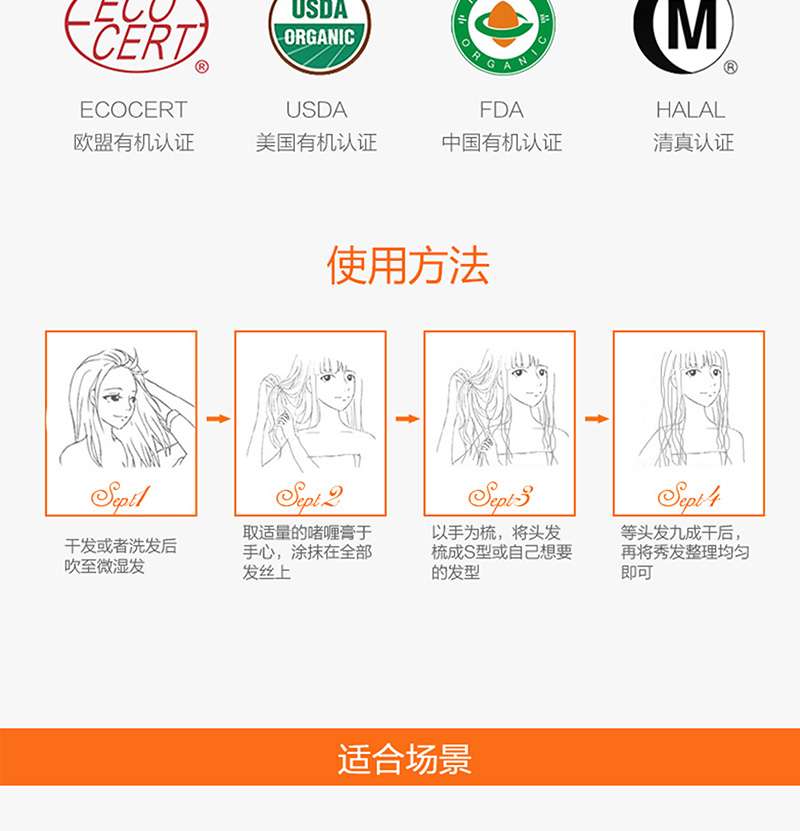 ECO
CERT
®
USDA
ORGANIC
ORGANIC
M
®
ECOCERT
USDA
FDA
HALAL
欧盟有机认证
美国有机认证
中国有机认证
清真认证
使用方法
Sept1
Sept2
Sept3
Sept4
干发或者洗发后
吹至微湿发
取适量的啫喱膏于
手心，涂抹在全部
发丝上
以手为梳，将头发
梳成S型或自己想要
的发型
等头发九成干后，
再将秀发整理均匀
即可
适合场景